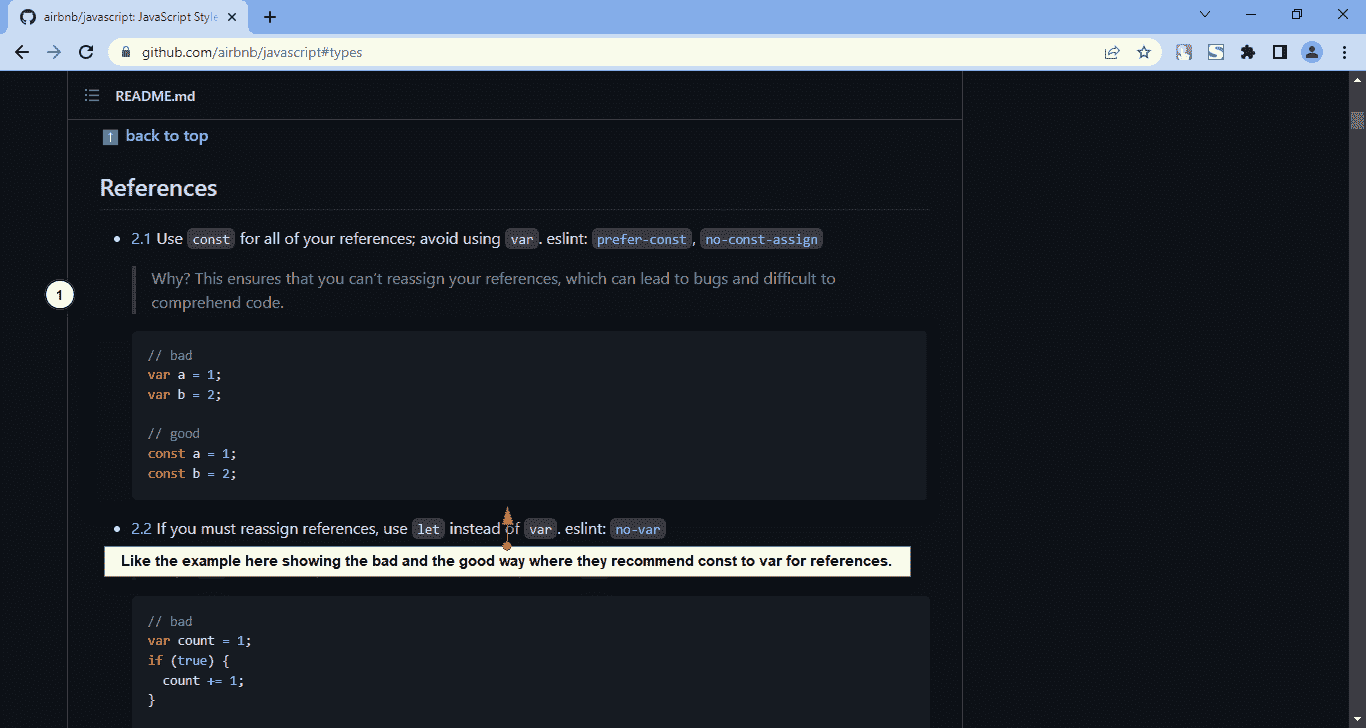 airbnb/javascript: JavaScript Style
github.com/airbnb/javascript#types
README.md
↑ back to top
References
• 2.1 Use const for all of your references; avoid using var. eslint: prefer-const, no-const-assign
Why? This ensures that you can't reassign your references, which can lead to bugs and difficult to
comprehend code.
1
// bad
var a = 1;
var b = 2;
// good
const a = 1;
const b = 2;
• 2.2 If you must reassign references, use let instead of var. eslint: no-var
Like the example here showing the bad and the good way where they recommend const to var for references.
// bad
var count = 1;
if (true) {
count += 1;
}